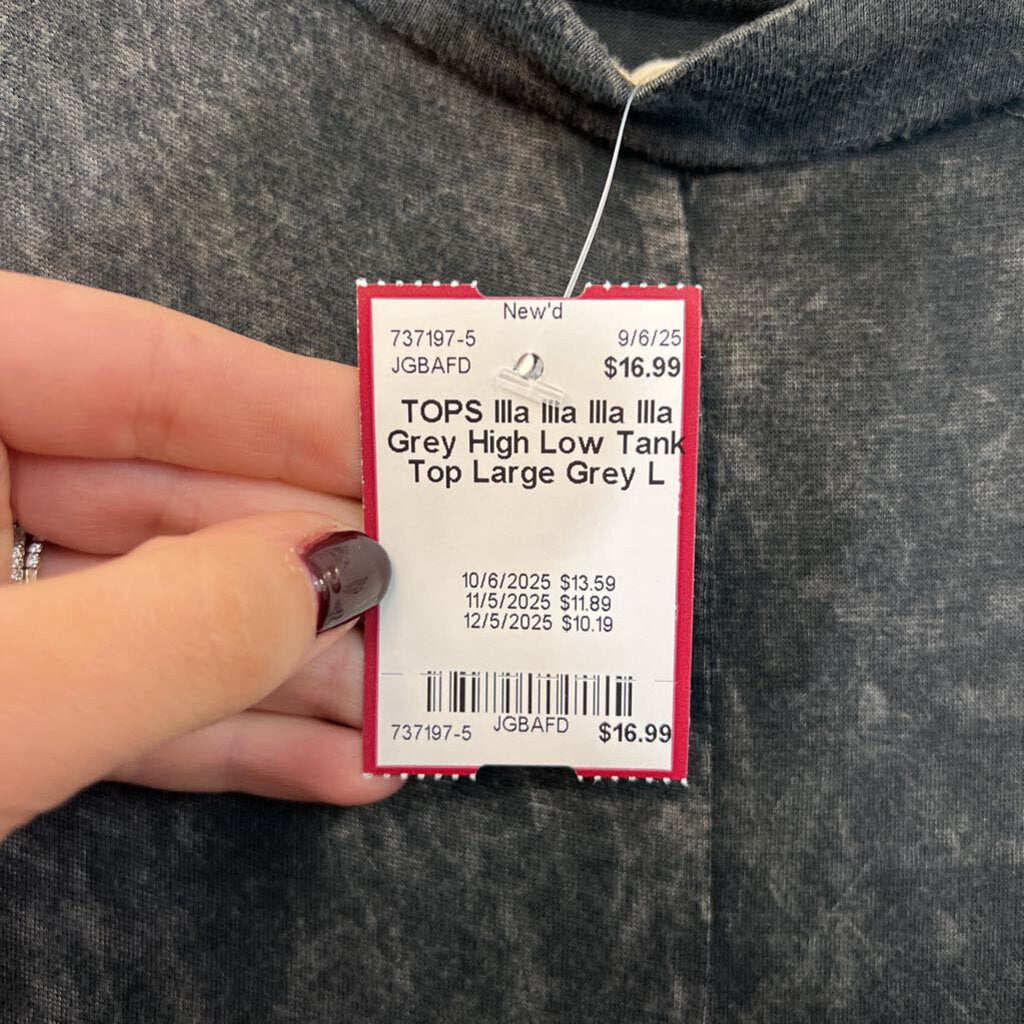 New'd
737197-5 9/6/25
JGBAFD $16.99
TOPS Illa Illa Illa Illa
Grey High Low Tank
Top Large Grey L
10/6/2025 $13.59
11/5/2025 $11.89
12/5/2025 $10.19
737197-5 JGBAFD $16.99